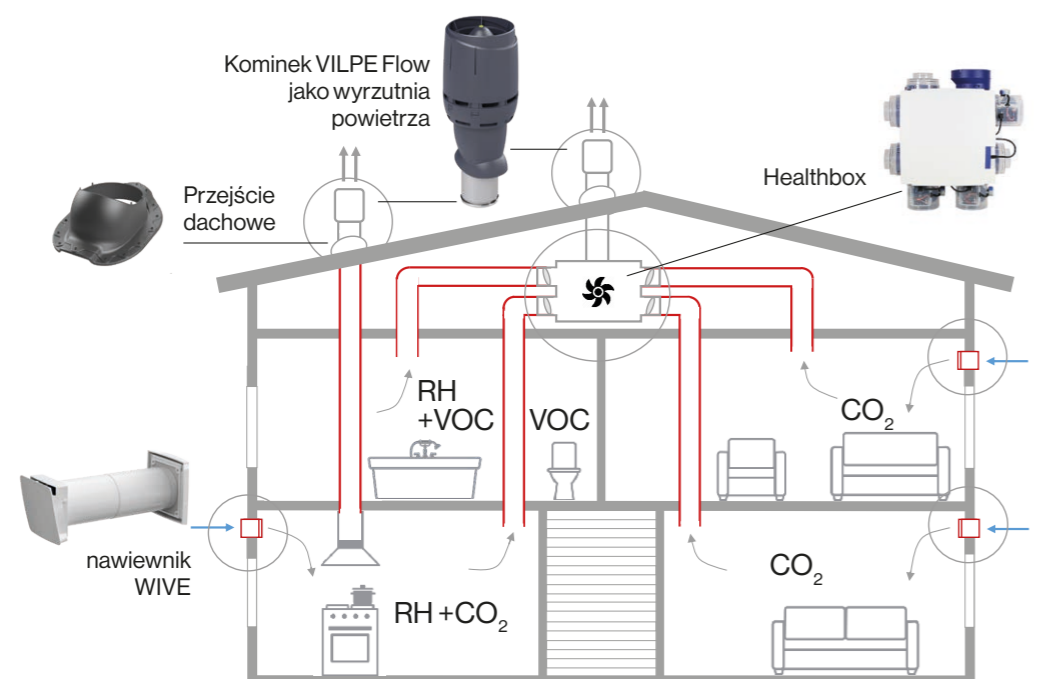 Kominek VILPE Flow
jako wyrzutnia
powietrza
Healthbox
Przejście
dachowe
RH
+VOC
VOC
CO₂
nawiewnik
WIVE
RH +CO₂
CO₂